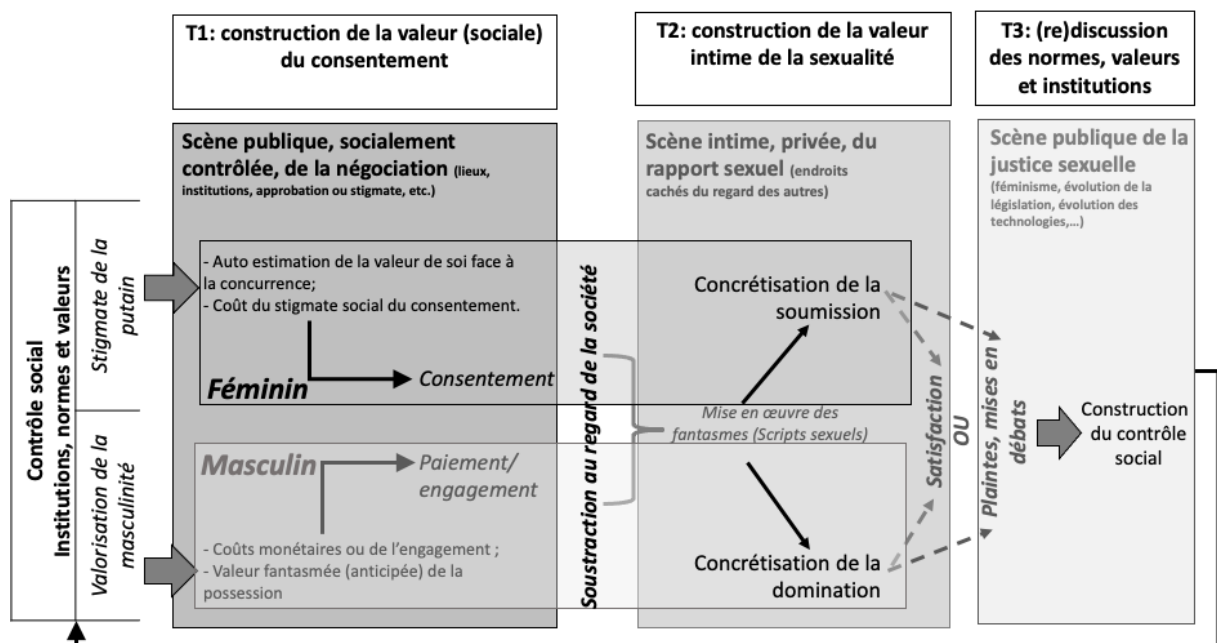 T1: construction de la valeur (sociale)
du consentement
T2: construction de la valeur
intime de la sexualité
T3: (re)discussion
des normes, valeurs
et institutions
Scène publique, socialement
contrôlée, de la négociation (lieux,
institutions, approbation ou stigmate, etc.)
Scène intime, privée, du
rapport sexuel (endroits
cachés du regard des autres)
Scène publique de la
justice sexuelle
(féminisme, évolution de la
législation, évolution des
technologies,...)
Contrôle social
Institutions, normes et valeurs
Stigmate de la
putain
Valorisation de la
masculinité
- Auto estimation de la valeur de soi face à
la concurrence;
- Coût du stigmate social du consentement.
Féminin
Consentement
Masculin
Paiement/
engagement
- Coûts monétaires ou de l'engagement ;
- Valeur fantasmée (anticipée) de la
possession
Soustraction au regard de la société
Concrétisation de la
soumission
Mise en œuvre des
fantasmes (Scripts sexuels)
Concrétisation de la
domination
Satisfaction
OU
Plaintes, mises en
débats
Construction
du contrôle
social